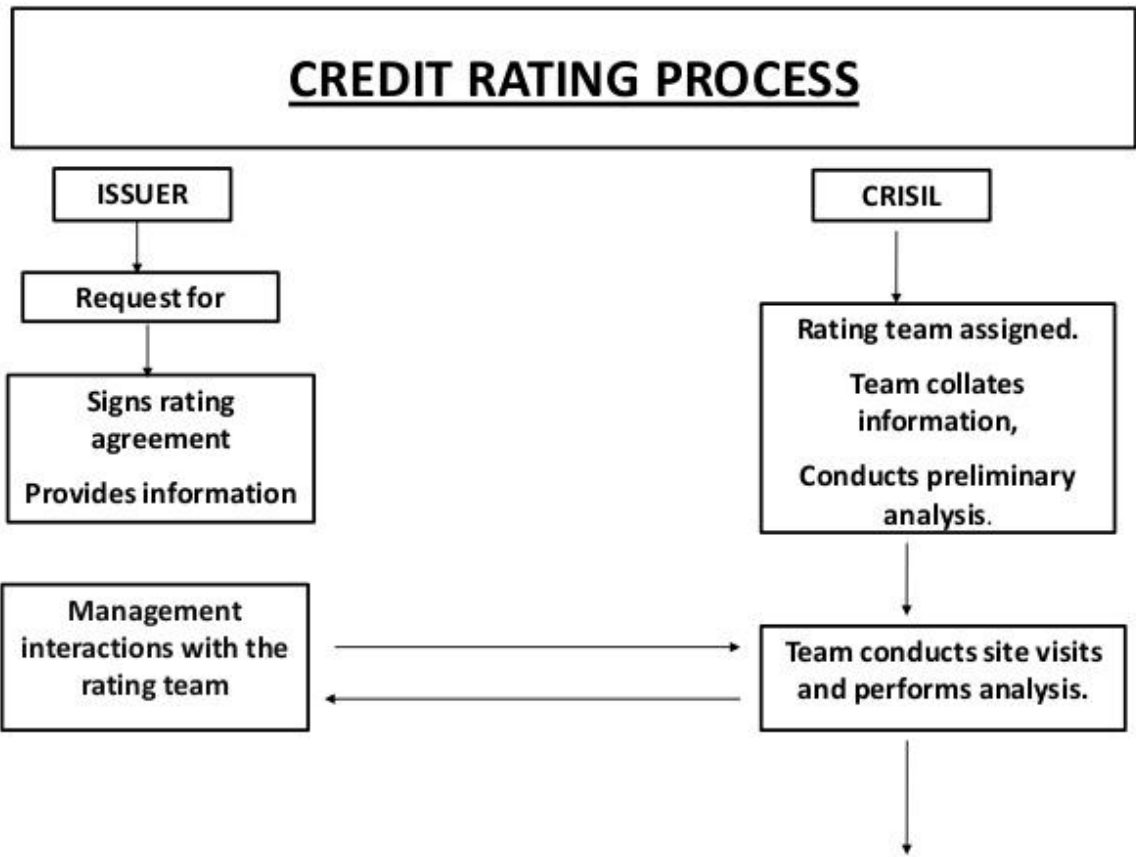 CREDIT RATING PROCESS
ISSUER
Request for
Signs rating
agreement
Provides information
Management
interactions with the
rating team
CRISIL
Rating team assigned.
Team collates
information,
Conducts preliminary
analysis.
Team conducts site visits
and performs analysis.